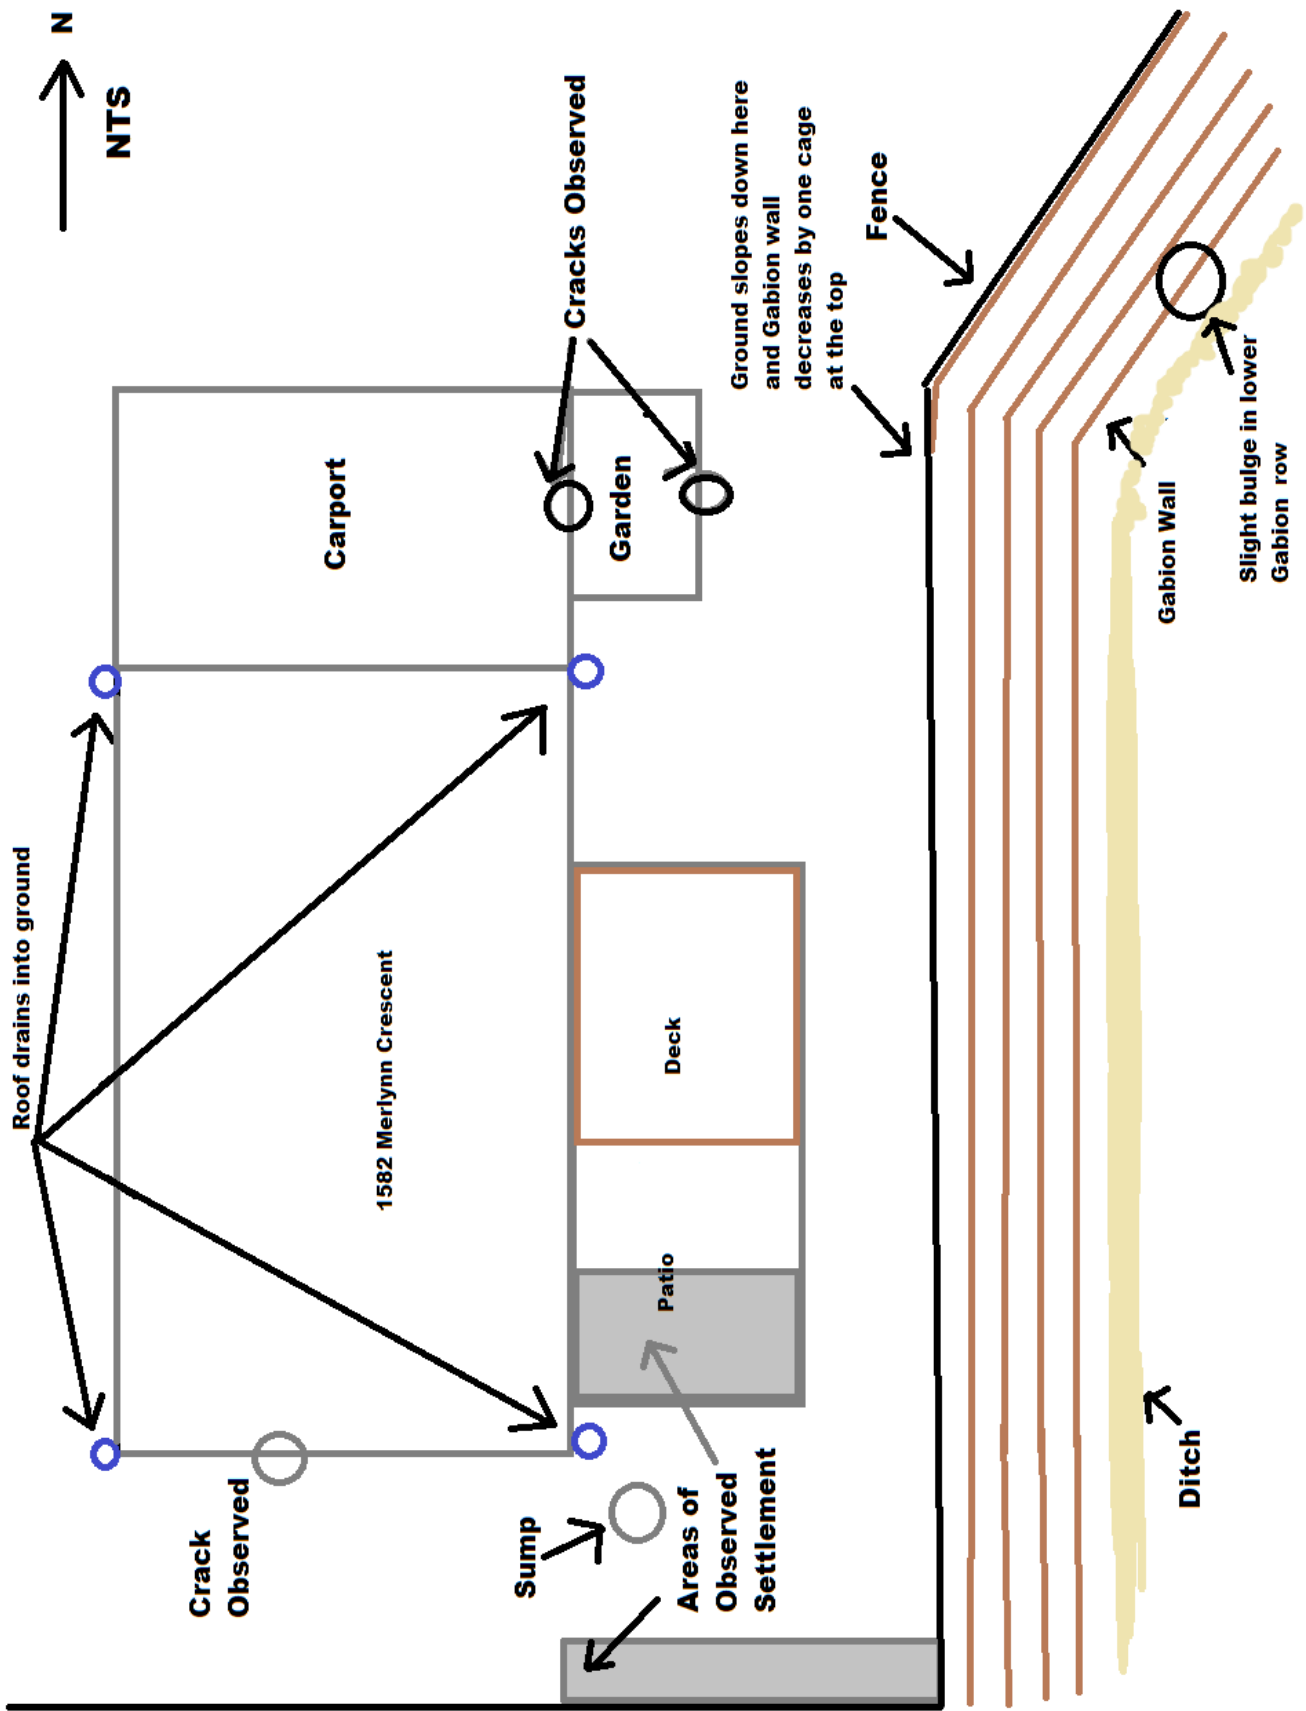 N
NTS
Roof drains into ground
Cracks Observed
Carport
Garden
Ground slopes down here
and Gabion wall
decreases by one cage
at the top
Fence
1582 Merlynn Crescent
Deck
Patio
Gabion Wall
Slight bulge in lower
Gabion row
Crack
Observed
Sump
Areas of
Observed
Settlement
Ditch